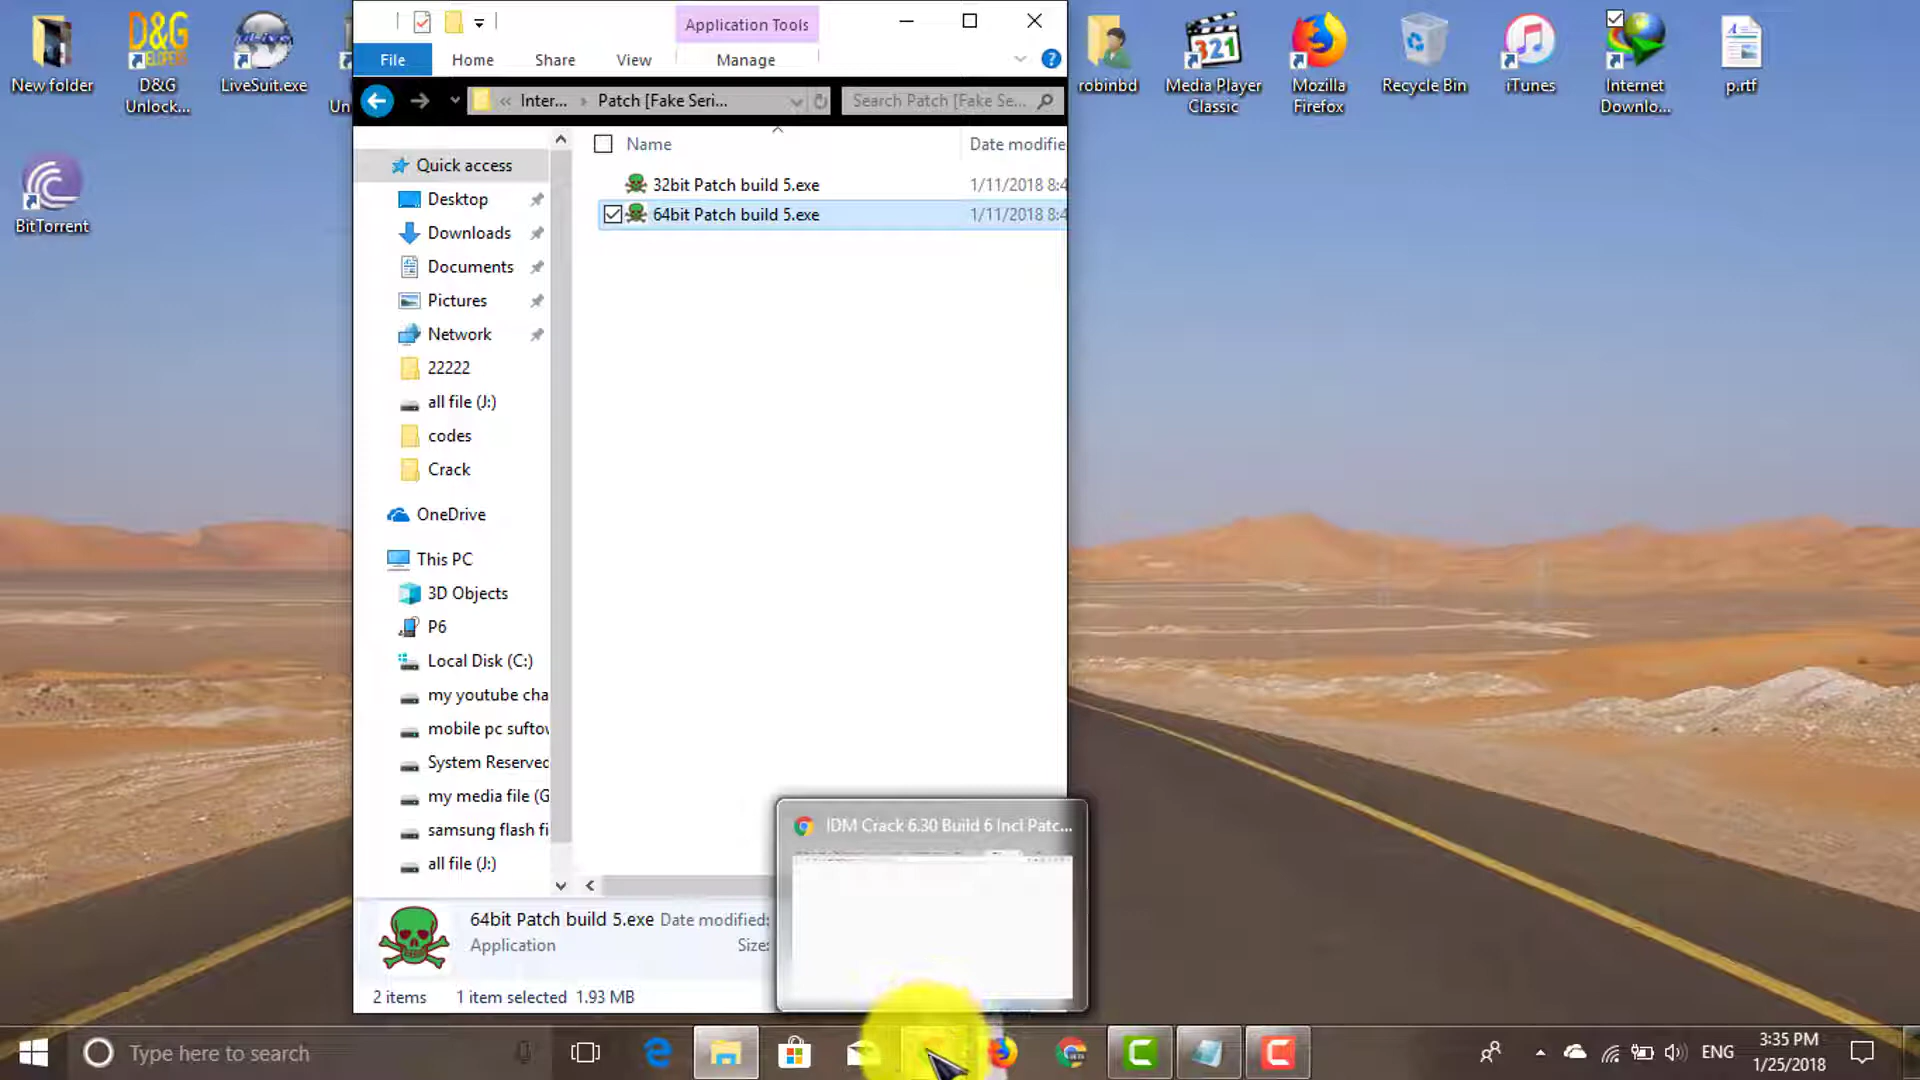 New folder
D&G
Unlock...
LiveSuit.exe
Un
BitTorrent
Application Tools
File
Home
Share
View
Manage
« Inter... › Patch [Fake Seri...
Search Patch [Fake Se...
Name
Date modifie
32bit Patch build 5.exe
1/11/2018 8:4
64bit Patch build 5.exe
1/11/2018 8:4
Quick access
Desktop
Downloads
Documents
Pictures
Network
22222
all file (J:)
codes
Crack
OneDrive
This PC
3D Objects
P6
Local Disk (C:)
my youtube cha
mobile pc suftov
System Reserved
my media file (G
samsung flash fi
all file (J:)
64bit Patch build 5.exe
Date modified:
Application
Size:
2 items
1 item selected 1.93 MB
IDM Crack 6.30 Build 6 Incl Patc...
robinbd
321
Media Player
Classic
Mozilla
Firefox
Recycle Bin
iTunes
Internet
Downlo...
p.rtf
Type here to search
ENG
3:35 PM
1/25/2018